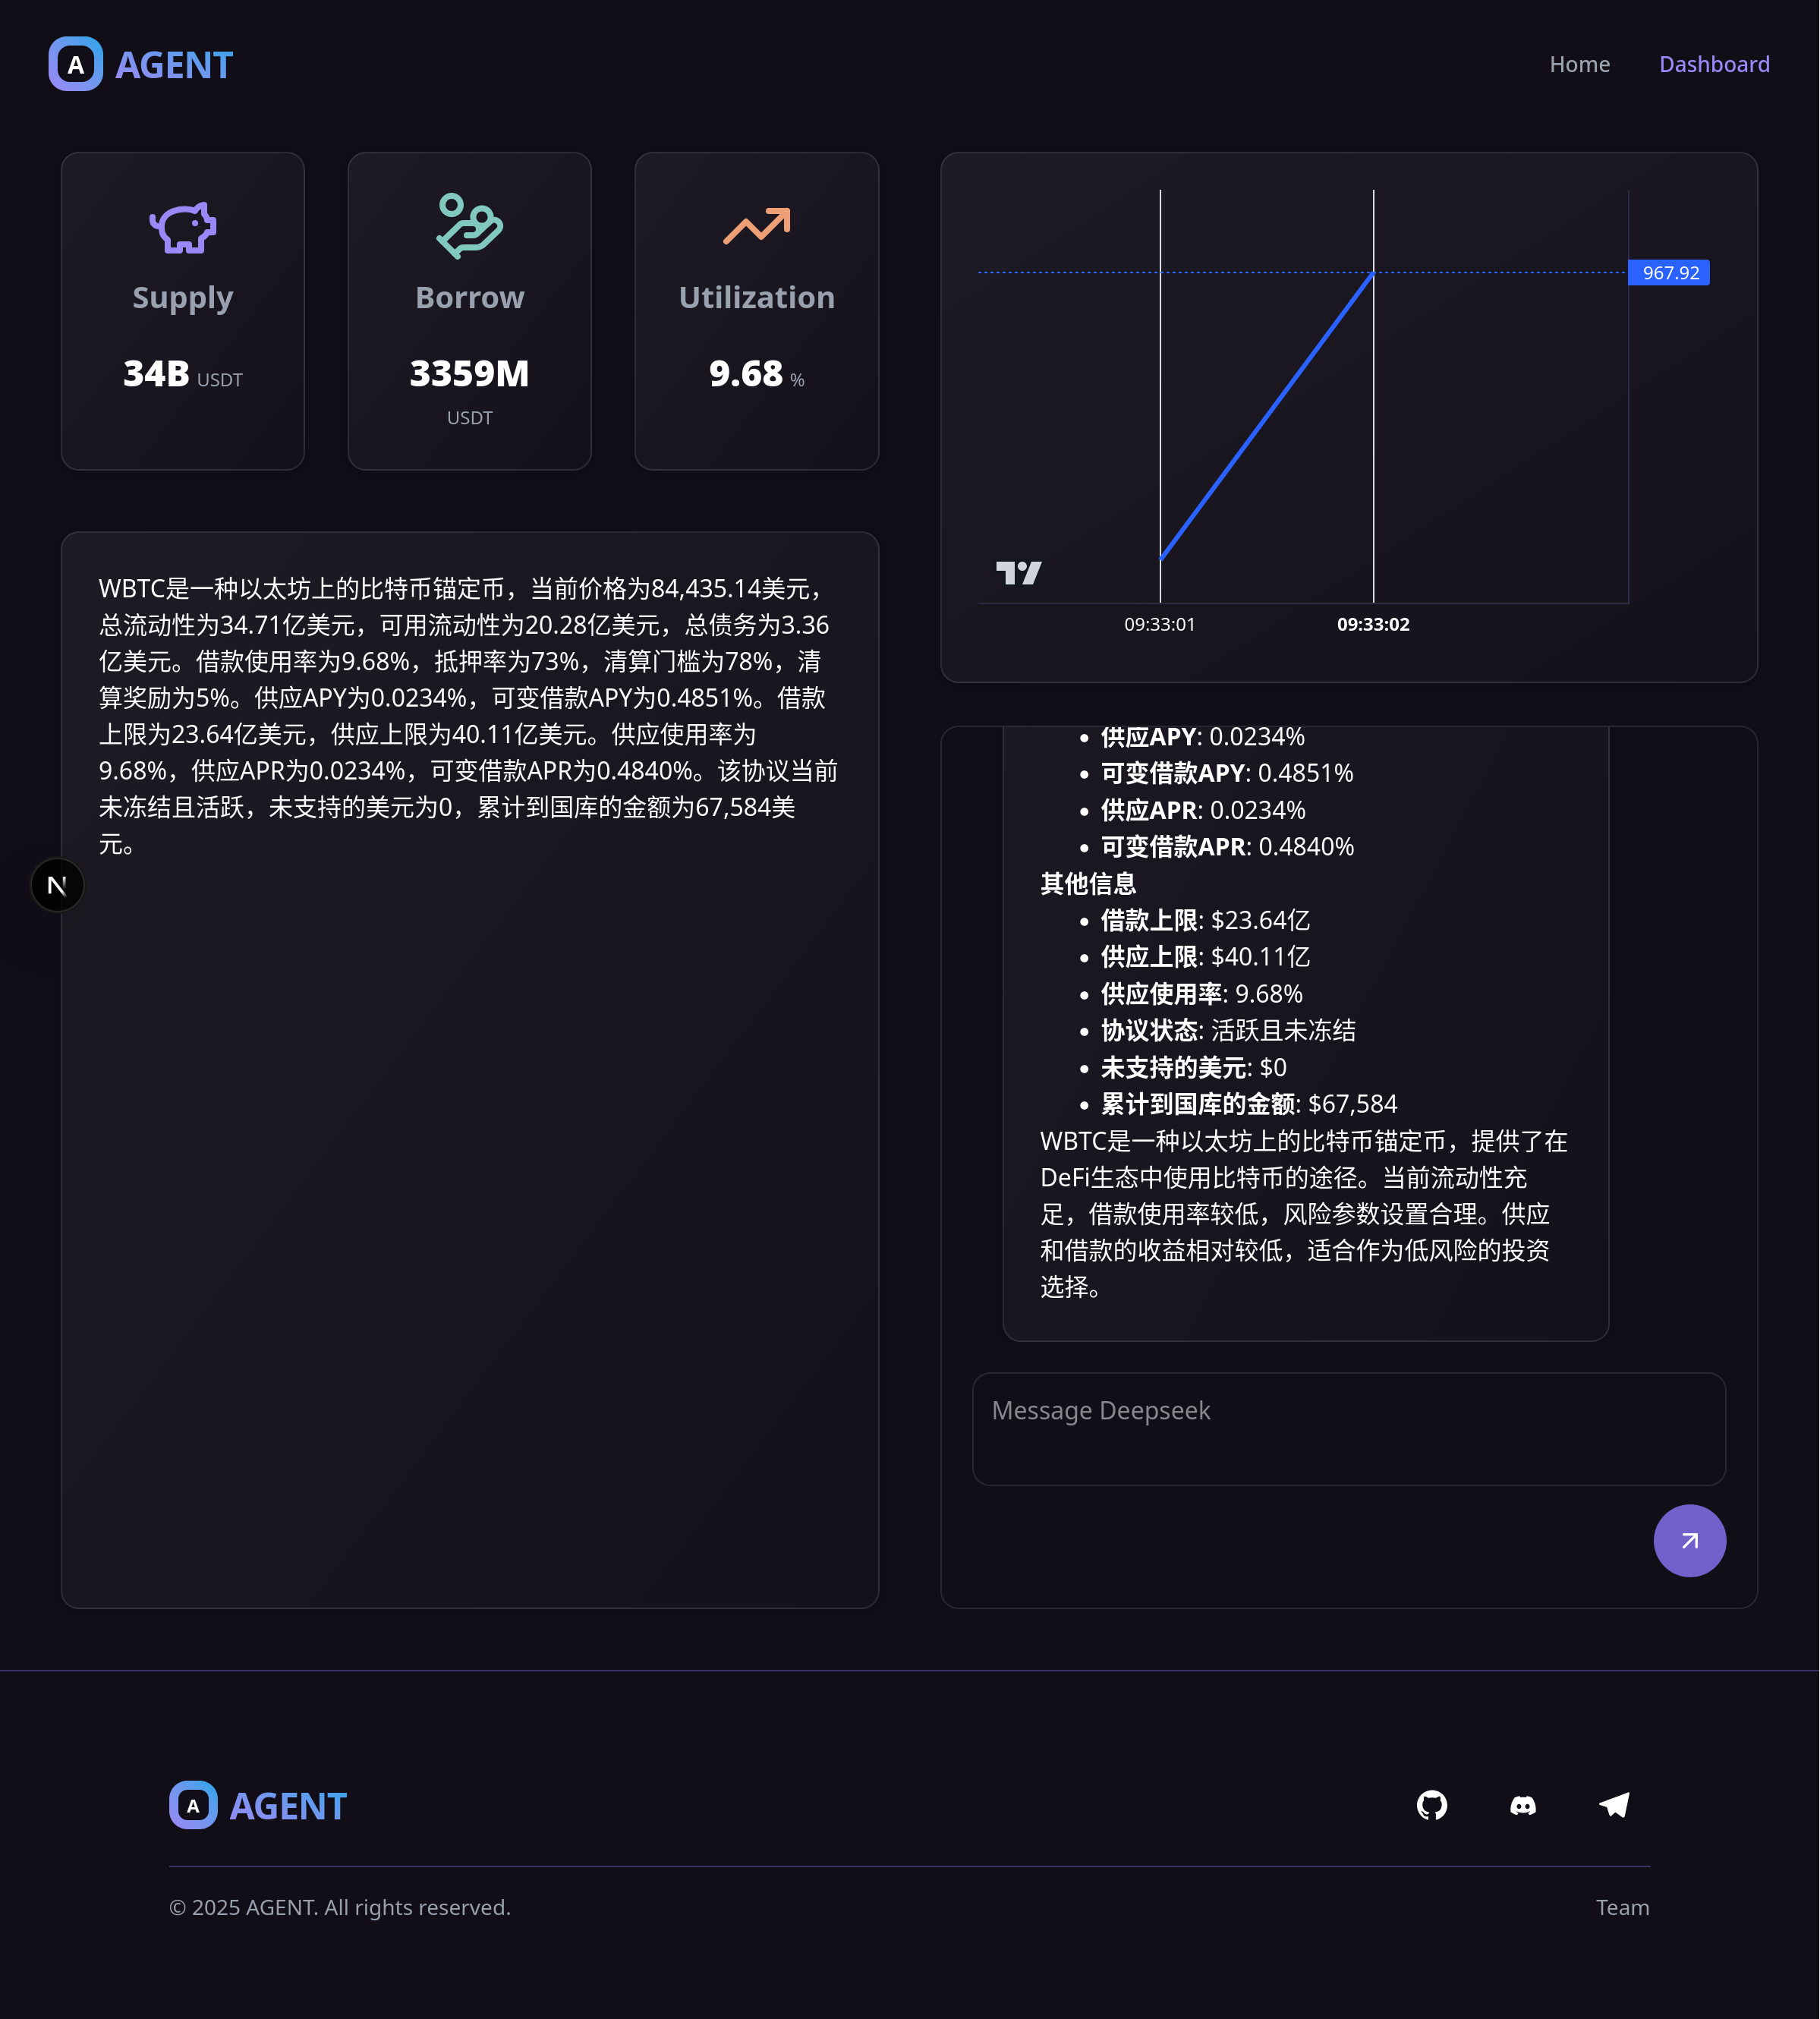 A AGENT
Home Dashboard
Supply
34B USDT
Borrow
3359M
USDT
Utilization
9.68 %
967.92
09:33:01 09:33:02
WBTC是一种以太坊上的比特币锚定币，当前价格为84,435.14美元，
总流动性为34.71亿美元，可用流动性为20.28亿美元，总债务为3.36
亿美元。借款使用率为9.68%，抵押率为73%，清算门槛为78%，清
算奖励为5%。供应APY为0.0234%，可变借款APY为0.4851%。借款
上限为23.64亿美元，供应上限为40.11亿美元。供应使用率为
9.68%，供应APR为0.0234%，可变借款APR为0.4840%。该协议当前
未冻结且活跃，未支持的美元为0，累计到国库的金额为67,584美
元。
N
供应APY: 0.0234%
可变借款APY: 0.4851%
供应APR: 0.0234%
可变借款APR: 0.4840%
其他信息
借款上限: $23.64亿
供应上限: $40.11亿
供应使用率: 9.68%
协议状态: 活跃且未冻结
未支持的美元: $0
累计到国库的金额: $67,584
WBTC是一种以太坊上的比特币锚定币，提供了在
DeFi生态中使用比特币的途径。当前流动性充
足，借款使用率较低，风险参数设置合理。供应
和借款的收益相对较低，适合作为低风险的投资
选择。
Message Deepseek
A AGENT
© 2025 AGENT. All rights reserved.
Team